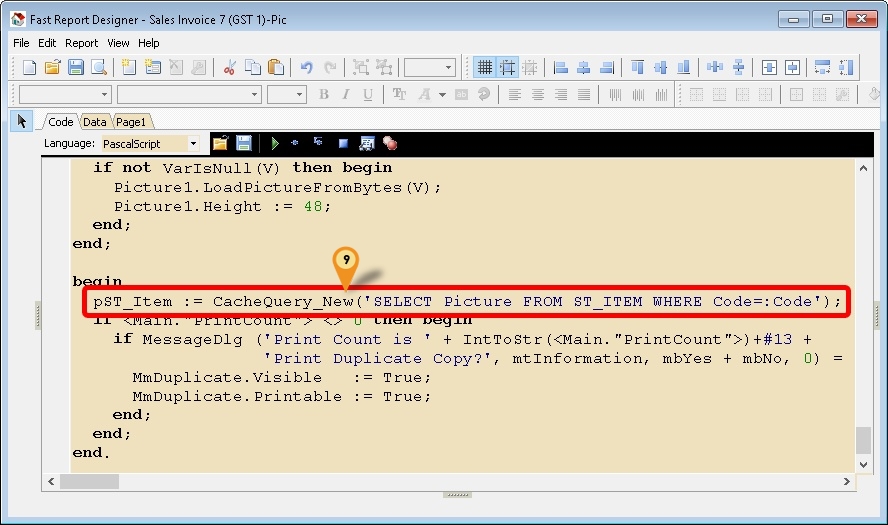 Fast Report Designer - Sales Invoice 7 (GST 1)-Pic
File Edit Report View Help
B I U
Code Data Page1
Language: PascalScript
if not VarIsNull(V) then begin
Picture1.LoadPictureFromBytes(V);
Picture1.Height := 48;
end;
end;
9
begin
pST_Item := CacheQuery_New('SELECT Picture FROM ST_ITEM WHERE Code=:Code');
if <Main."PrintCount"> <> 0 then begin
if MessageDlg ('Print Count is ' + IntToStr(<Main."PrintCount">)+#13 +
'Print Duplicate Copy?', mtInformation, mbYes + mbNo, 0) =
MmDuplicate.Visible := True;
MmDuplicate.Printable := True;
end;
end;
end.